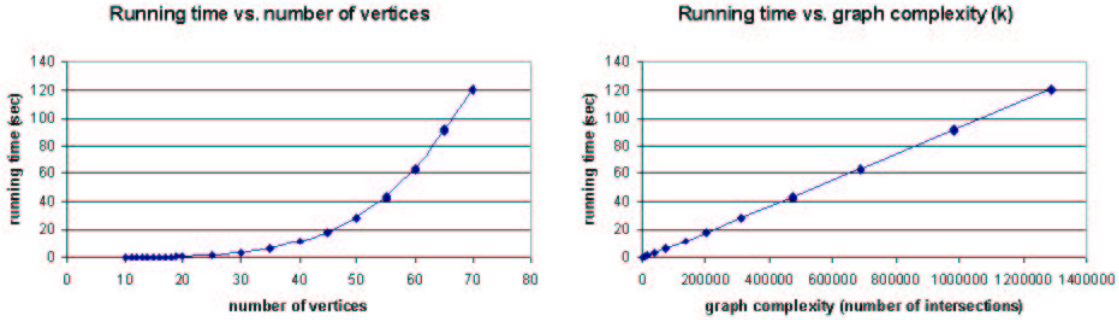 Running time vs. number of vertices
140
120
100
80
60
40
20
0
running time (sec)
0 10 20 30 40 50 60 70 80
number of vertices
Running time vs. graph complexity (k)
140
120
100
80
60
40
20
0
running time (sec)
0 200000 400000 600000 800000 1000000 1200000 1400000
graph complexity (number of intersections)